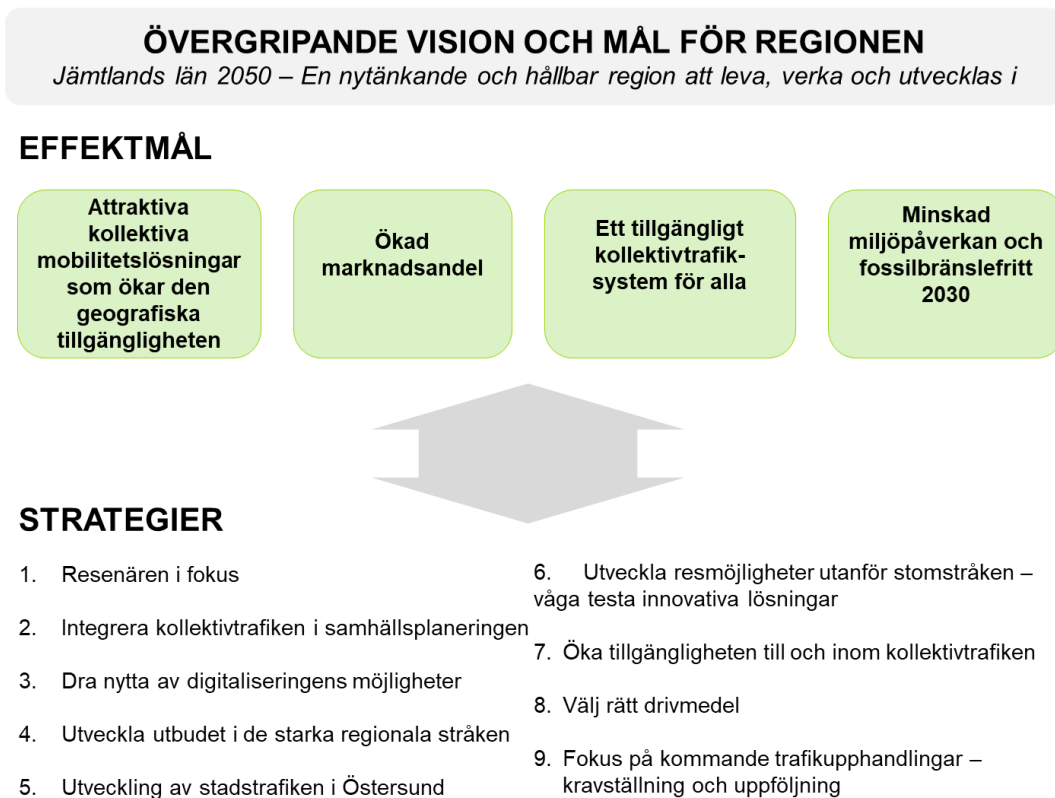 ÖVERGRIPANDE VISION OCH MÅL FÖR REGIONEN
Jämtlands län 2050 – En nytänkande och hållbar region att leva, verka och utvecklas i
EFFEKTMÅL
Attraktiva
kollektiva
mobilitetslösningar
som ökar den
geografiska
tillgängligheten
Ökad
marknadsandel
Ett tillgängligt
kollektivtrafik-
system för alla
Minskad
miljöpåverkan och
fossilbränslefritt
2030
STRATEGIER
1. Resenären i fokus
2. Integrera kollektivtrafiken i samhällsplaneringen
3. Dra nytta av digitaliseringens möjligheter
4. Utveckla utbudet i de starka regionala stråken
5. Utveckling av stadstrafiken i Östersund
6. Utveckla resmöjligheter utanför stomstråken –
våga testa innovativa lösningar
7. Öka tillgängligheten till och inom kollektivtrafiken
8. Välj rätt drivmedel
9. Fokus på kommande trafikupphandlingar –
kravställning och uppföljning